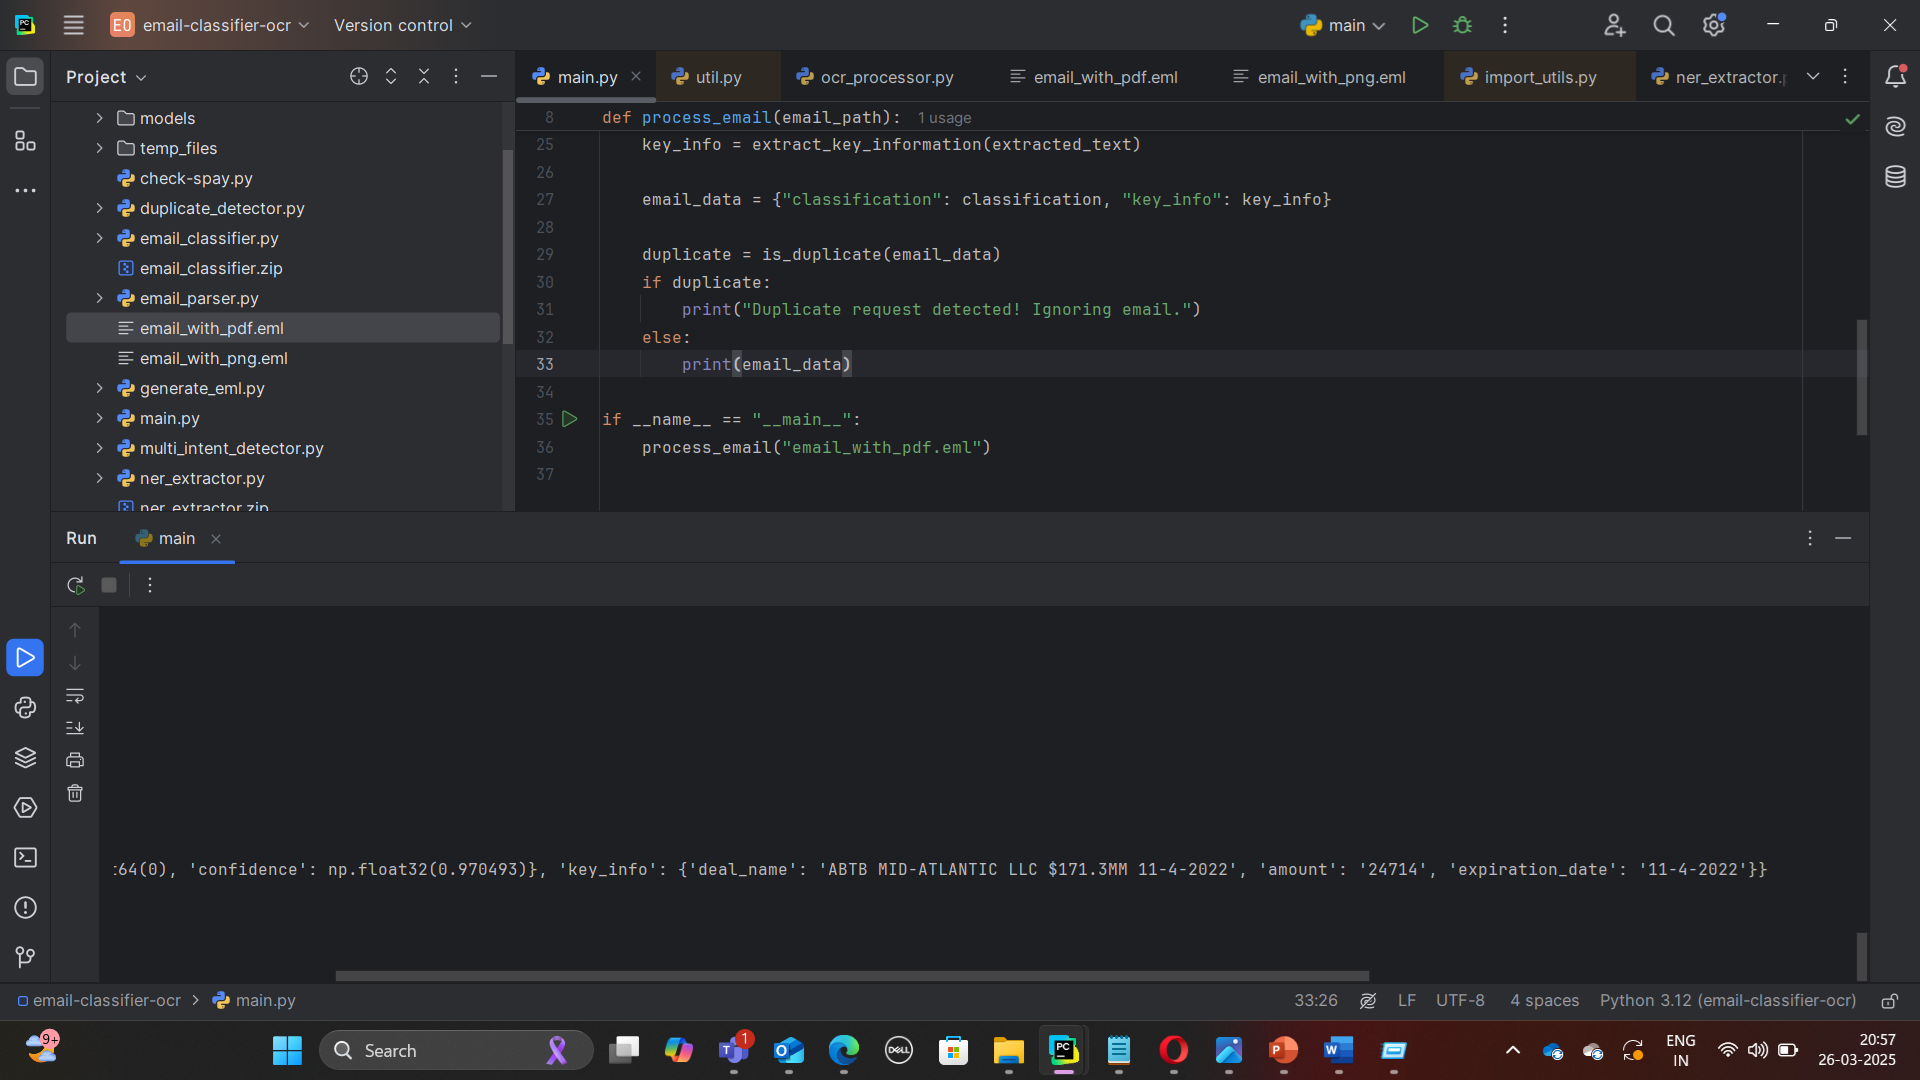 PC
EO email-classifier-ocr Version control main
Project
main.py util.py ocr_processor.py email_with_pdf.eml email_with_png.eml import_utils.py ner_extractor.
models
temp_files
check-spay.py
duplicate_detector.py
email_classifier.py
email_classifier.zip
email_parser.py
email_with_pdf.eml
email_with_png.eml
generate_eml.py
main.py
multi_intent_detector.py
ner_extractor.py
ner_extractor.zip
8 def process_email(email_path): 1 usage
25 key_info = extract_key_information(extracted_text)
26
27 email_data = {"classification": classification, "key_info": key_info}
28
29 duplicate = is_duplicate(email_data)
30 if duplicate:
31 print("Duplicate request detected! Ignoring email.")
32 else:
33 print(email_data)
34
35 if __name__ == "__main__":
36 process_email("email_with_pdf.eml")
37
Run main
64(0), 'confidence': np.float32(0.970493)}, 'key_info': {'deal_name': 'ABTB MID-ATLANTIC LLC $171.3MM 11-4-2022', 'amount': '24714', 'expiration_date': '11-4-2022'}}
email-classifier-ocr main.py 33:26 LF UTF-8 4 spaces Python 3.12 (email-classifier-ocr)
9+ Search 1 DELL PC ENG 20:57
IN 26-03-2025